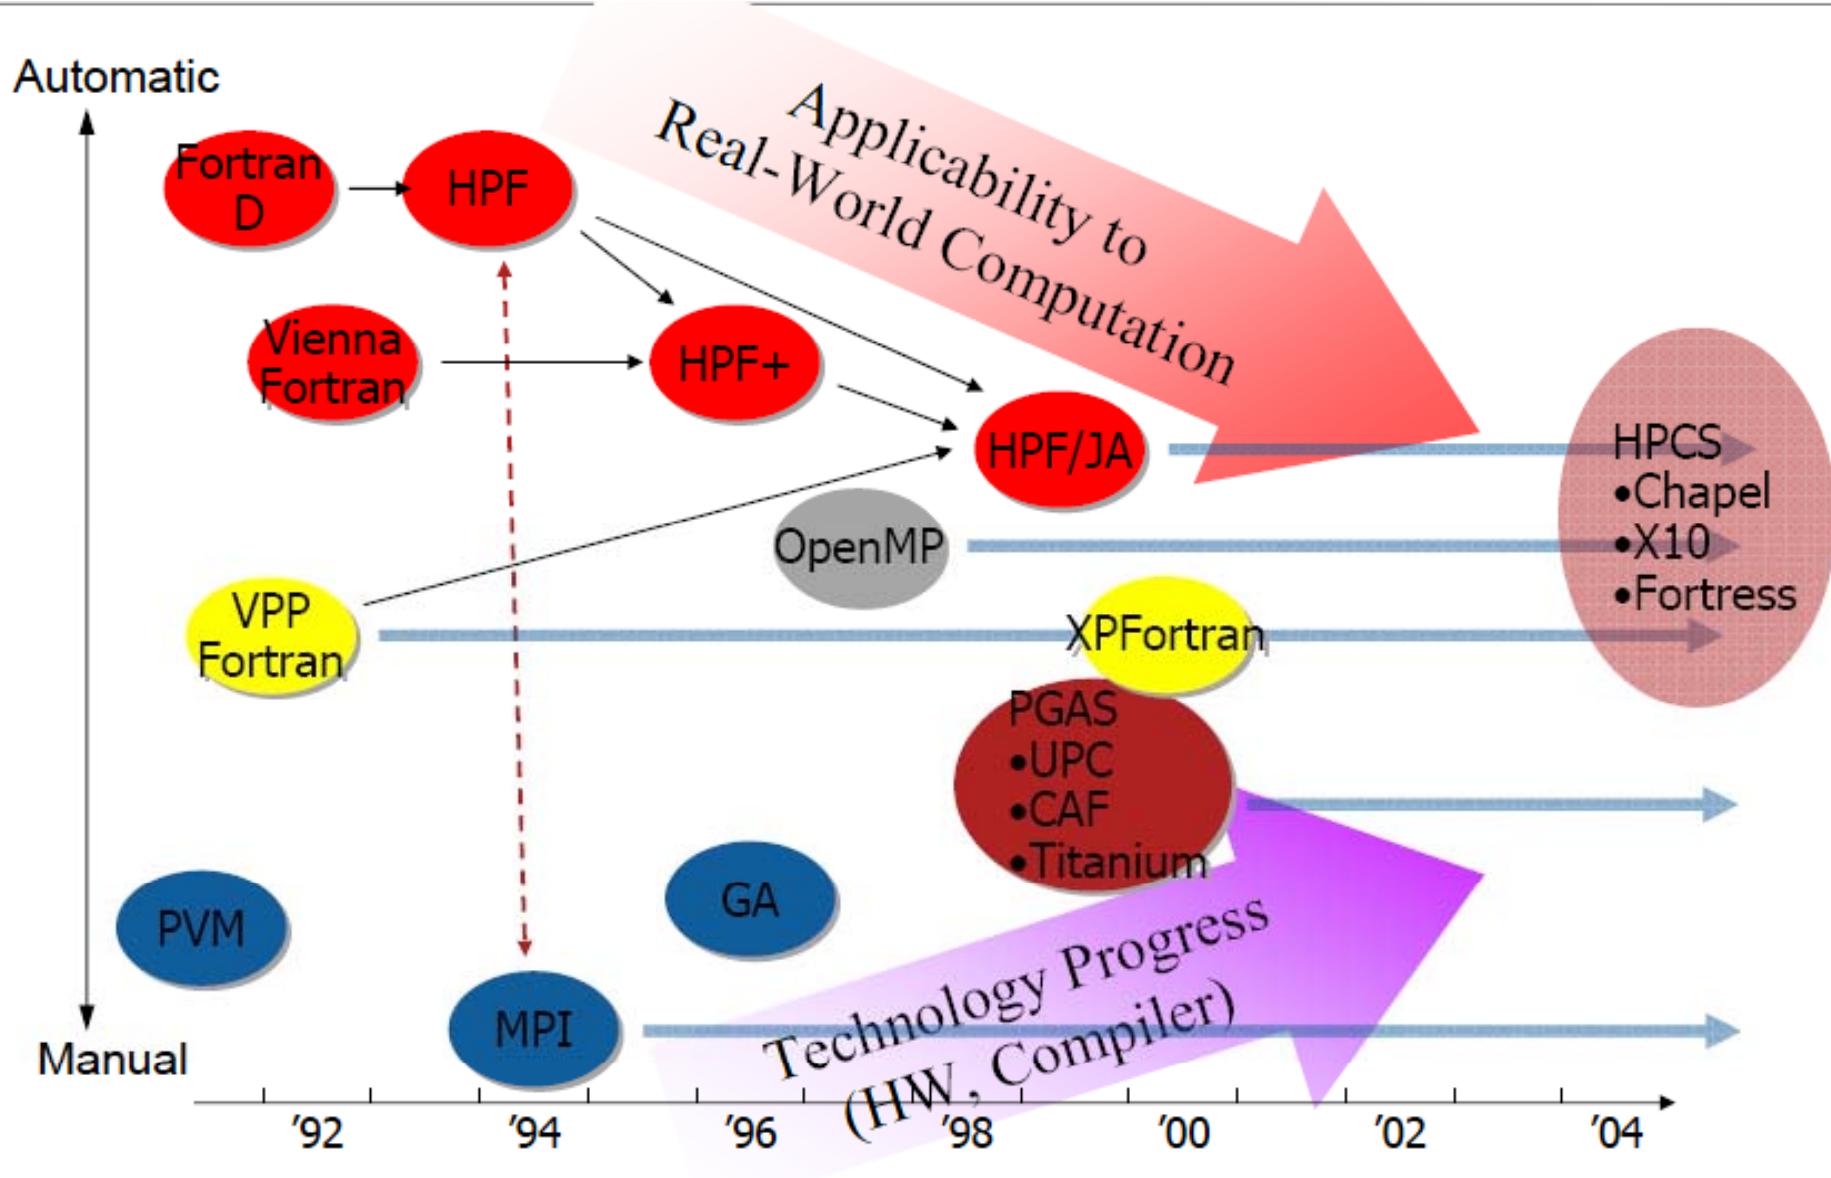 Automatic
Applicability to
Real-World Computation
Fortran
D
HPF
Vienna
Fortran
HPF+
HPF/JA
HPCS
•Chapel
•X10
•Fortress
OpenMP
VPP
Fortran
XPFortran
PGAS
•UPC
•CAF
•Titanium
GA
PVM
MPI
Technology Progress
(HW, Compiler)
Manual
’92 ’94 ’96 ’98 ’00 ’02 ’04